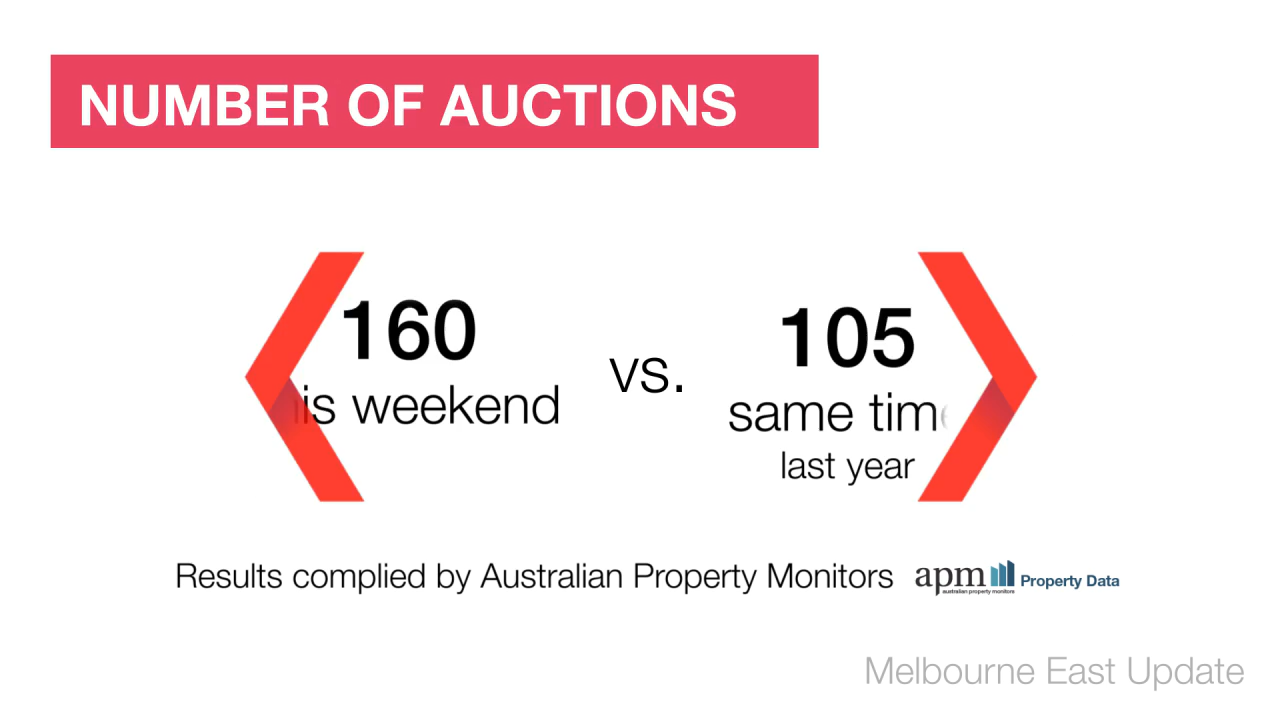 NUMBER OF AUCTIONS
160
is weekend
vs.
105
same time
last year
Results complied by Australian Property Monitors
apm
australian property monitors
Property Data
Melbourne East Update